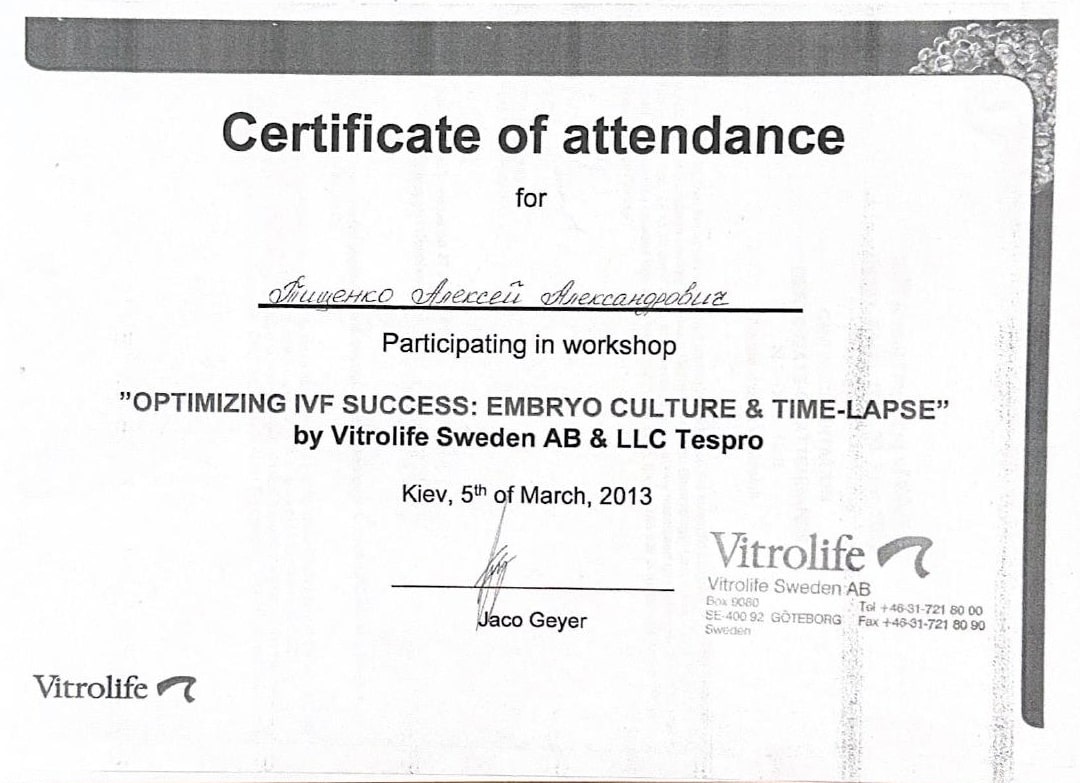 Certificate of attendance
for
Тищенко Алексей Александрович
Participating in workshop
”OPTIMIZING IVF SUCCESS: EMBRYO CULTURE & TIME-LAPSE”
by Vitrolife Sweden AB & LLC Tespro
Kiev, 5th of March, 2013
Jaco Geyer
Vitrolife
Vitrolife Sweden AB
Box 9080
SE-400 92 GÖTEBORG
Sweden
Tel +46-31-721 80 00
Fax +46-31-721 80 90
Vitrolife